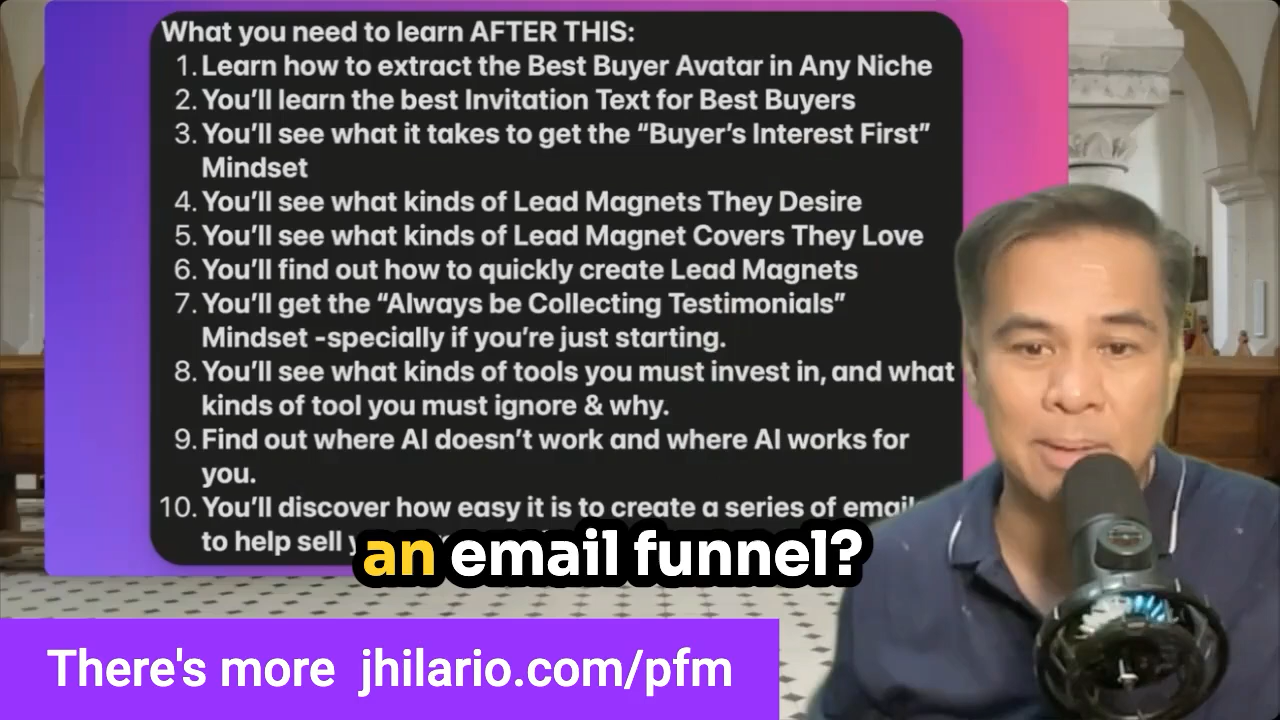 What you need to learn AFTER THIS:
1. Learn how to extract the Best Buyer Avatar in Any Niche
2. You'll learn the best Invitation Text for Best Buyers
3. You'll see what it takes to get the “Buyer's Interest First”
Mindset
4. You'll see what kinds of Lead Magnets They Desire
5. You'll see what kinds of Lead Magnet Covers They Love
6. You'll find out how to quickly create Lead Magnets
7. You'll get the “Always be Collecting Testimonials”
Mindset -specially if you're just starting.
8. You'll see what kinds of tools you must invest in, and what
kinds of tool you must ignore & why.
9. Find out where AI doesn't work and where AI works for
you.
10. You'll discover how easy it is to create a series of email
to help sell
an email funnel?
There's more jhilario.com/pfm